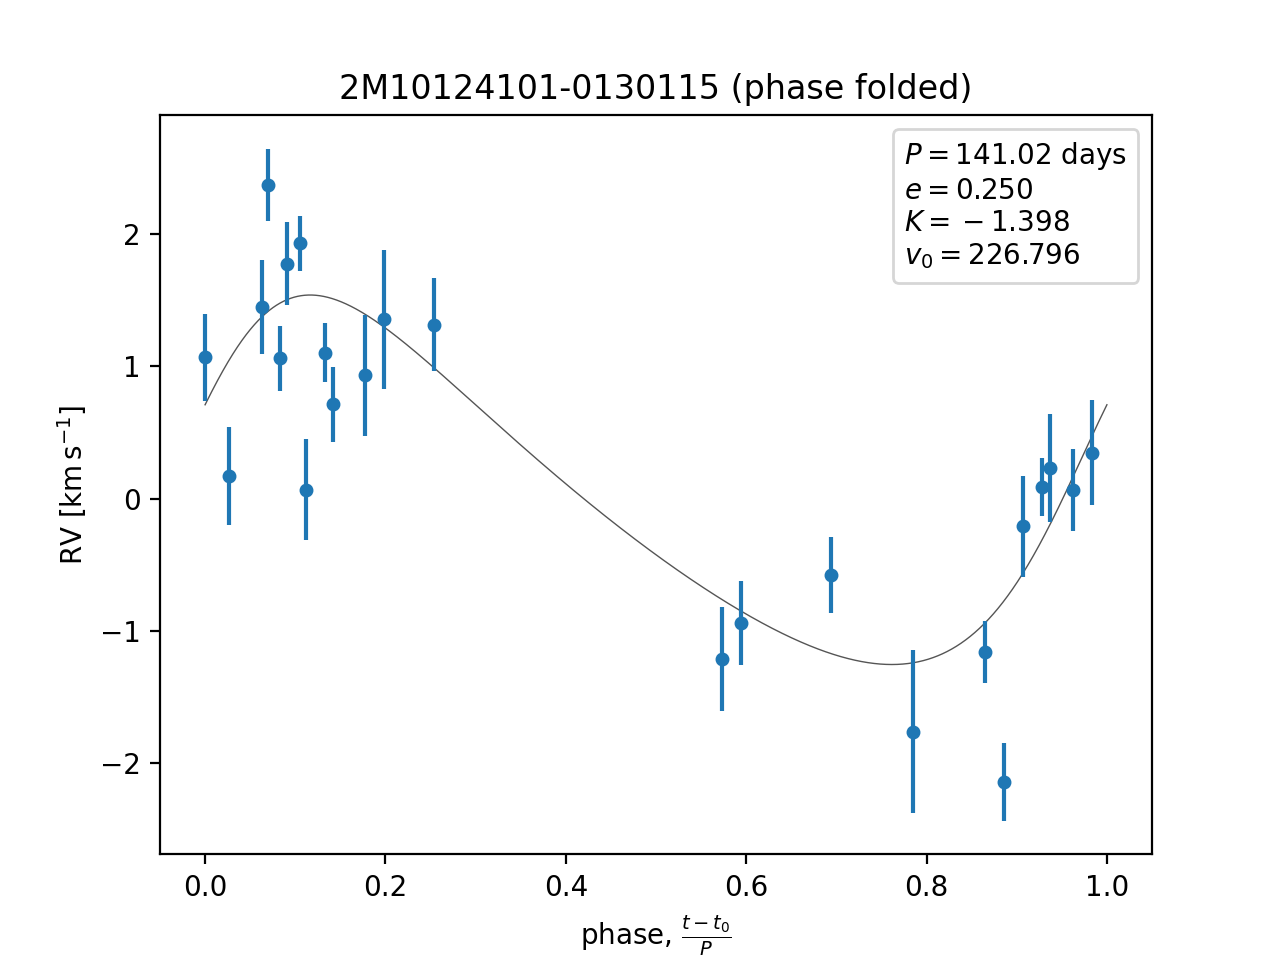 2M10124101-0130115 (phase folded)
P = 141.02 days
e = 0.250
K = −1.398
v₀ = 226.796
RV [km s⁻¹]
2
1
0
−1
−2
0.0 0.2 0.4 0.6 0.8 1.0
phase, (t − t₀)/P